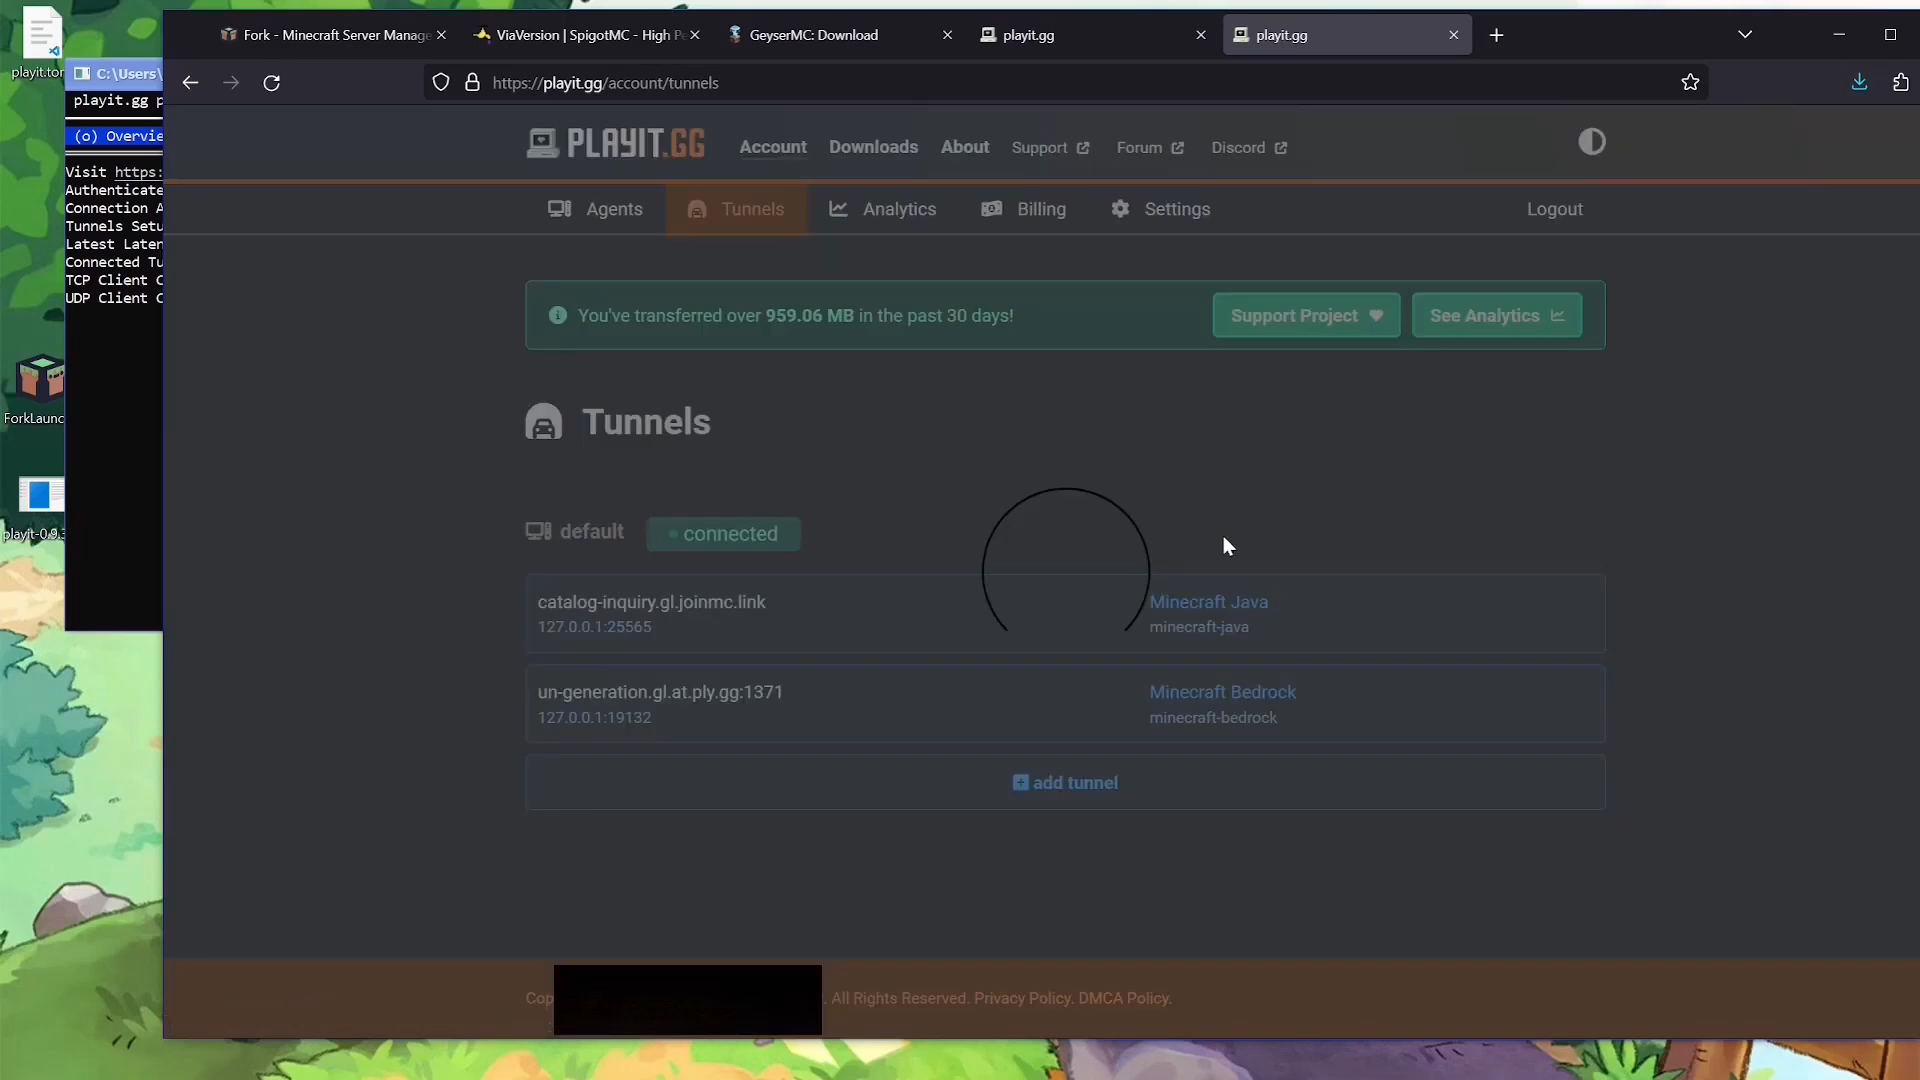 playit.tor
C:\Users\
playit.gg p
(o) Overvie
Visit https:
Authenticate
Connection A
Tunnels Setu
Latest Laten
Connected Tu
TCP Client C
UDP Client C
ForkLaunc
playit-0.9.3
Fork - Minecraft Server Manage
ViaVersion | SpigotMC - High Pe
GeyserMC: Download
playit.gg
playit.gg
https://playit.gg/account/tunnels
PLAYIT.GG
Account
Downloads
About
Support
Forum
Discord
Agents
Tunnels
Analytics
Billing
Settings
Logout
You've transferred over 959.06 MB in the past 30 days!
Support Project
See Analytics
Tunnels
default
connected
catalog-inquiry.gl.joinmc.link
127.0.0.1:25565
Minecraft Java
minecraft-java
un-generation.gl.at.ply.gg:1371
127.0.0.1:19132
Minecraft Bedrock
minecraft-bedrock
add tunnel
Cop
. All Rights Reserved. Privacy Policy. DMCA Policy.